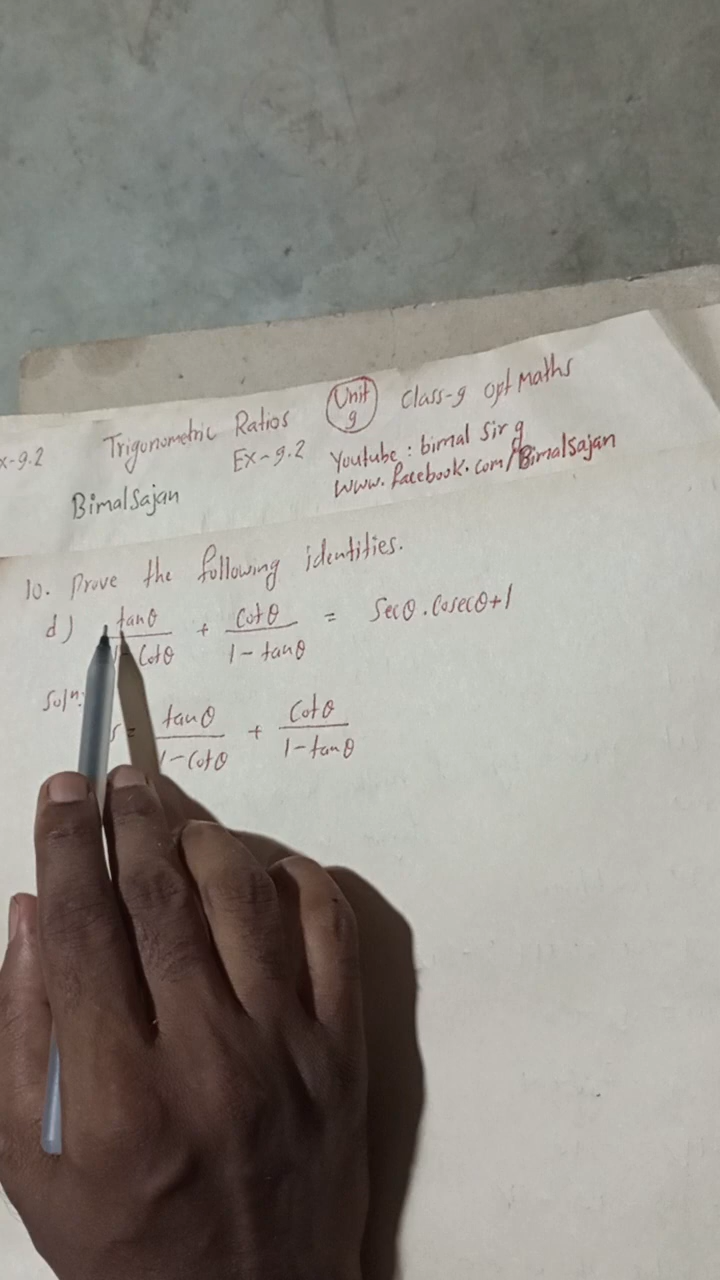 x-9.2 Trigonometric Ratios Unit 9 Class-9 Opt Maths
Ex-9.2 Youtube: bimal Sir g
BimalSajan www.facebook.com/Bimalsajan
10. Prove the following identities.
d) tanθ/1-Cotθ + Cotθ/1-tanθ = Secθ.Cosecθ+1
Solⁿ:
s = tanθ/1-Cotθ + Cotθ/1-tanθ